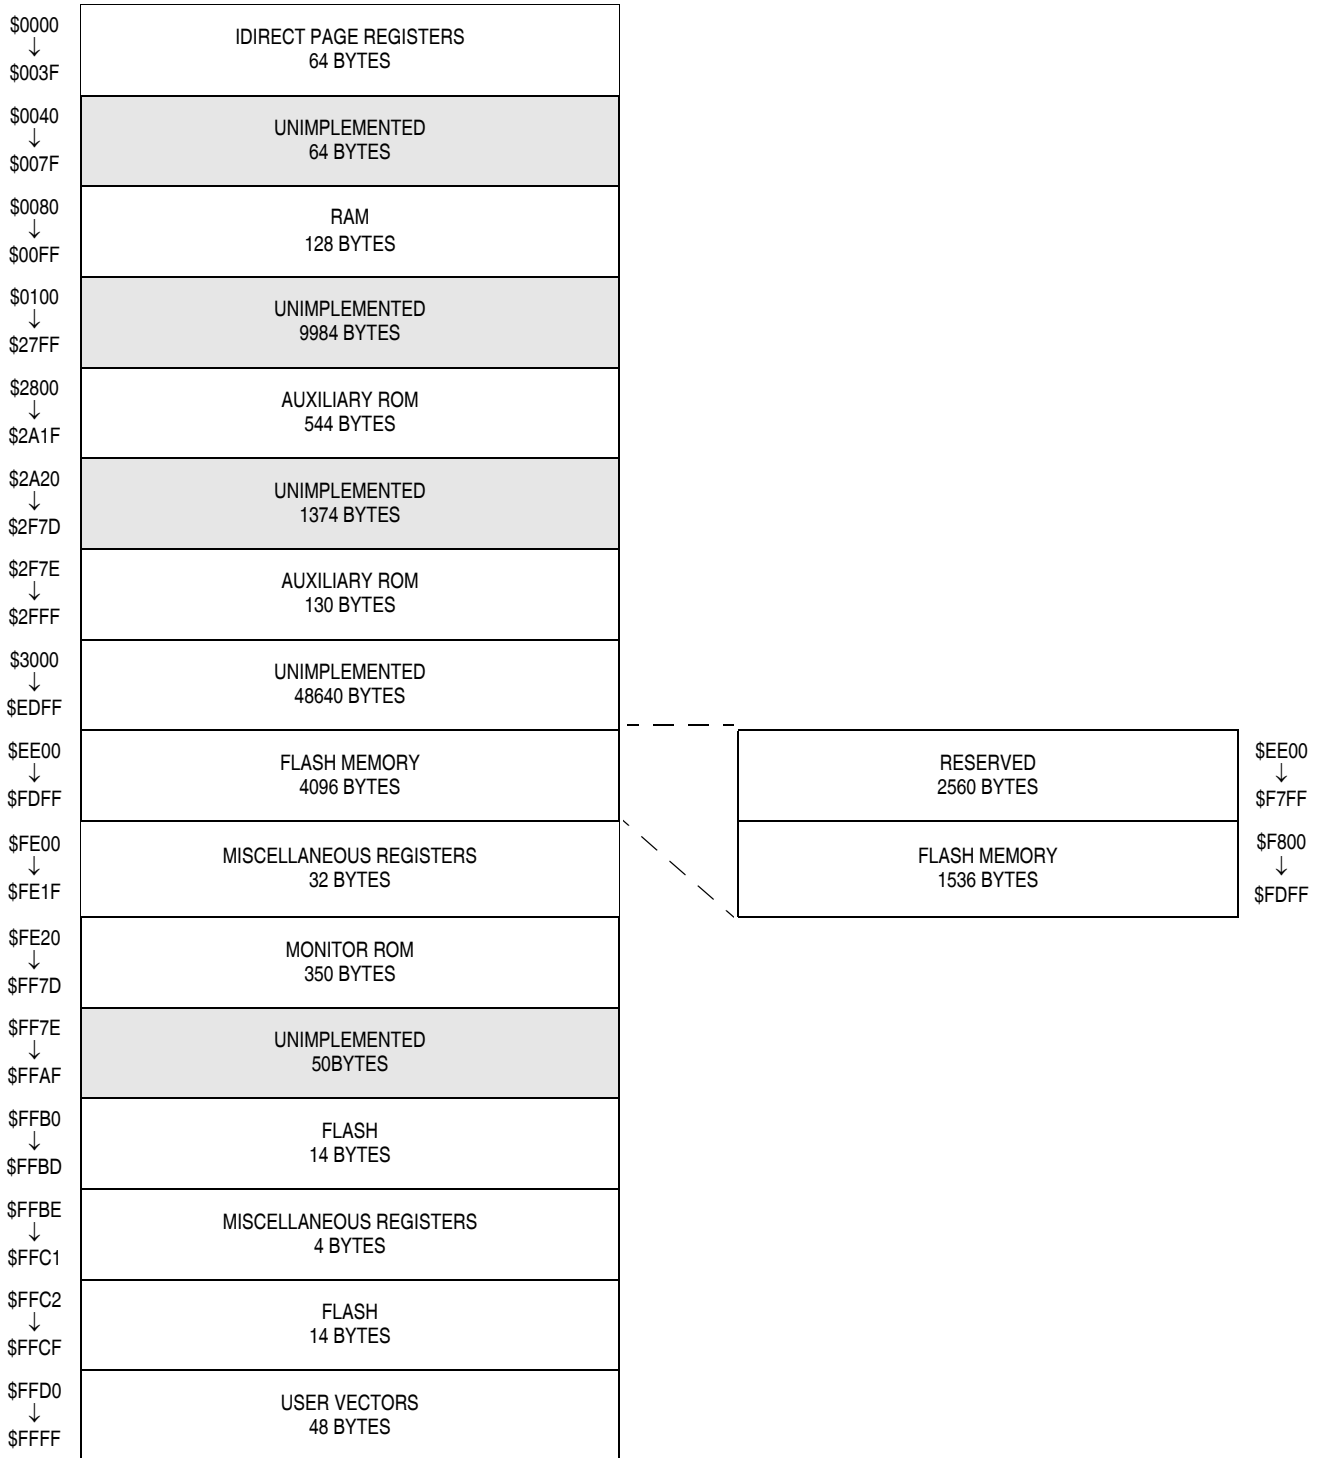 $0000
↓
$003F
IDIRECT PAGE REGISTERS
64 BYTES
$0040
↓
$007F
UNIMPLEMENTED
64 BYTES
$0080
↓
$00FF
RAM
128 BYTES
$0100
↓
$27FF
UNIMPLEMENTED
9984 BYTES
$2800
↓
$2A1F
AUXILIARY ROM
544 BYTES
$2A20
↓
$2F7D
UNIMPLEMENTED
1374 BYTES
$2F7E
↓
$2FFF
AUXILIARY ROM
130 BYTES
$3000
↓
$EDFF
UNIMPLEMENTED
48640 BYTES
$EE00
↓
$FDFF
FLASH MEMORY
4096 BYTES
RESERVED
2560 BYTES
$EE00
↓
$F7FF
$FE00
↓
$FE1F
MISCELLANEOUS REGISTERS
32 BYTES
FLASH MEMORY
1536 BYTES
$F800
↓
$FDFF
$FE20
↓
$FF7D
MONITOR ROM
350 BYTES
$FF7E
↓
$FFAF
UNIMPLEMENTED
50BYTES
$FFB0
↓
$FFBD
FLASH
14 BYTES
$FFBE
↓
$FFC1
MISCELLANEOUS REGISTERS
4 BYTES
$FFC2
↓
$FFCF
FLASH
14 BYTES
$FFD0
↓
$FFFF
USER VECTORS
48 BYTES